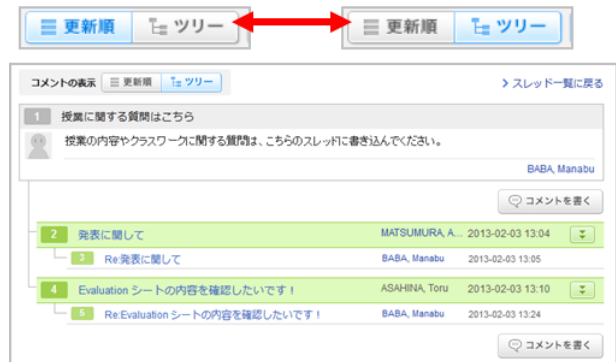 更新順 ツリー 更新順 ツリー
コメントの表示 更新順 ツリー > スレッド一覧に戻る
1 授業に関する質問はこちら
授業の内容やクラスワークに関する質問は、こちらのスレッドに書き込んでください。
BABA, Manabu
コメントを書く
2 発表に関して MATSUMURA, A... 2013-02-03 13:04
3 Re:発表に関して BABA, Manabu 2013-02-03 13:05
4 Evaluation シートの内容を確認したいです! ASAHINA, Toru 2013-02-03 13:10
5 Re:Evaluation シートの内容を確認したいです! BABA, Manabu 2013-02-03 13:24
コメントを書く